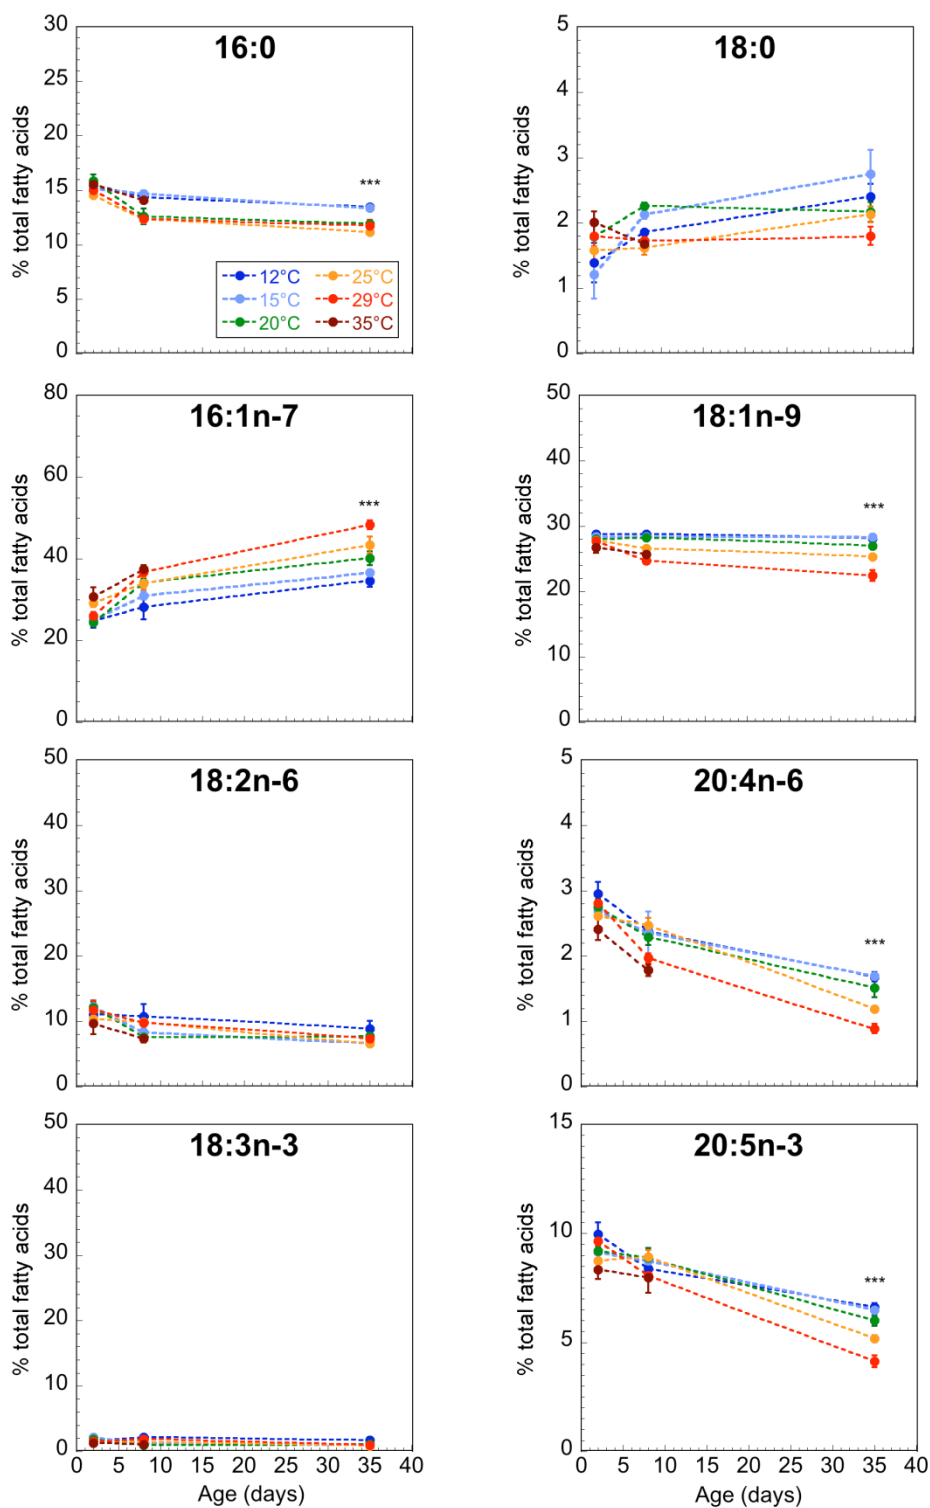 16:0
% total fatty acids
30
25
20
15
10
5
0
***
12°C
15°C
20°C
25°C
29°C
35°C
18:0
% total fatty acids
5
4
3
2
1
0
16:1n-7
% total fatty acids
80
60
40
20
0
***
18:1n-9
% total fatty acids
50
40
30
20
10
0
***
18:2n-6
% total fatty acids
50
40
30
20
10
0
20:4n-6
% total fatty acids
5
4
3
2
1
0
***
18:3n-3
% total fatty acids
50
40
30
20
10
0
0 5 10 15 20 25 30 35 40
Age (days)
20:5n-3
% total fatty acids
15
10
5
0
***
0 5 10 15 20 25 30 35 40
Age (days)